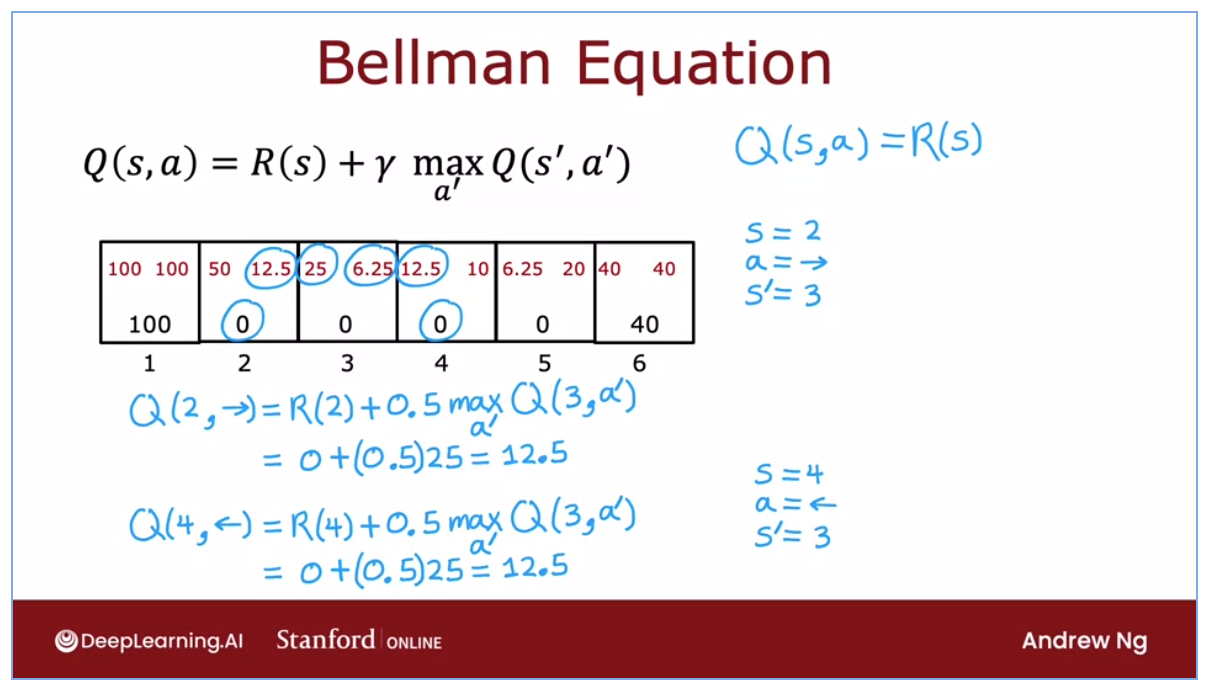 Bellman Equation
Q(s, a) = R(s) + γ max Q(s′, a′)
a′
Q(s,a) = R(s)
s = 2
a = →
s' = 3
100 100 50 12.5 25 6.25 12.5 10 6.25 20 40 40
100 0 0 0 0 40
1 2 3 4 5 6
Q(2, →) = R(2) + 0.5 max Q(3, a')
a'
= 0 + (0.5)25 = 12.5
s = 4
a = ←
s' = 3
Q(4, ←) = R(4) + 0.5 max Q(3, a')
a'
= 0 + (0.5)25 = 12.5
DeepLearning.AI Stanford ONLINE Andrew Ng